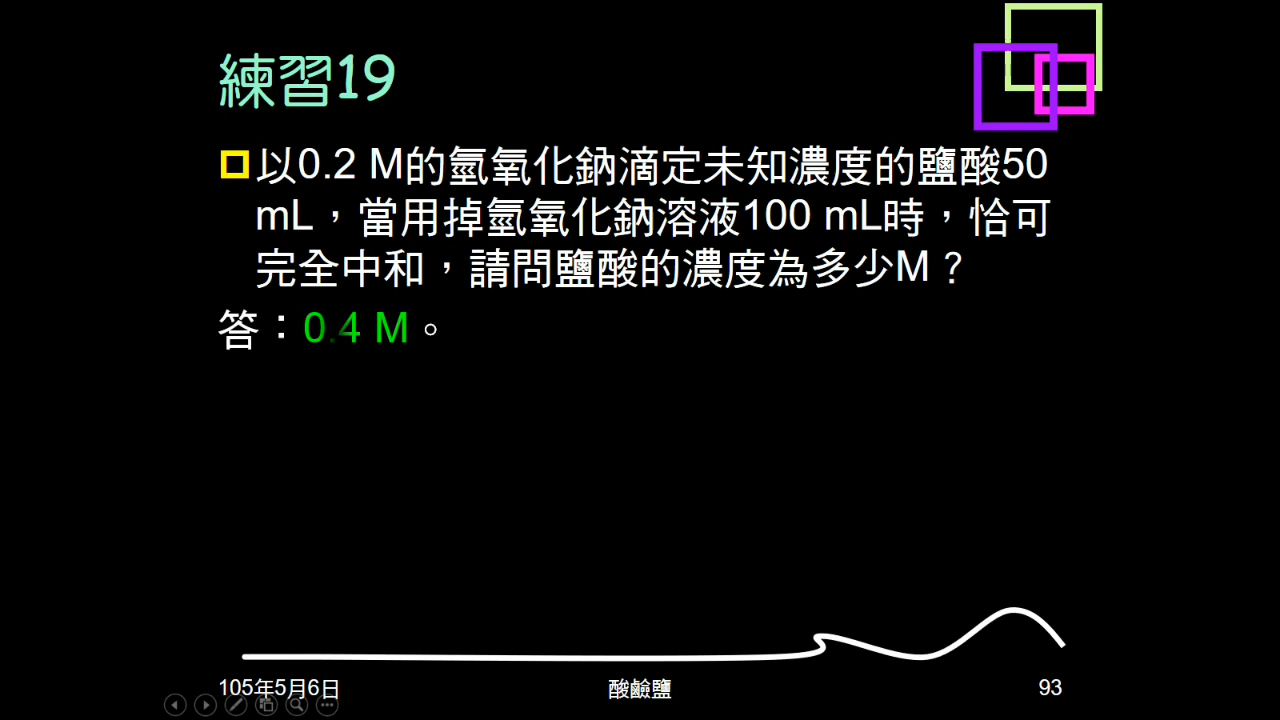 練習19
以0.2 M的氫氧化鈉滴定未知濃度的鹽酸50
mL，當用掉氫氧化鈉溶液100 mL時，恰可
完全中和，請問鹽酸的濃度為多少M？
答：0.4 M。
105年5月6日
酸鹼鹽
93